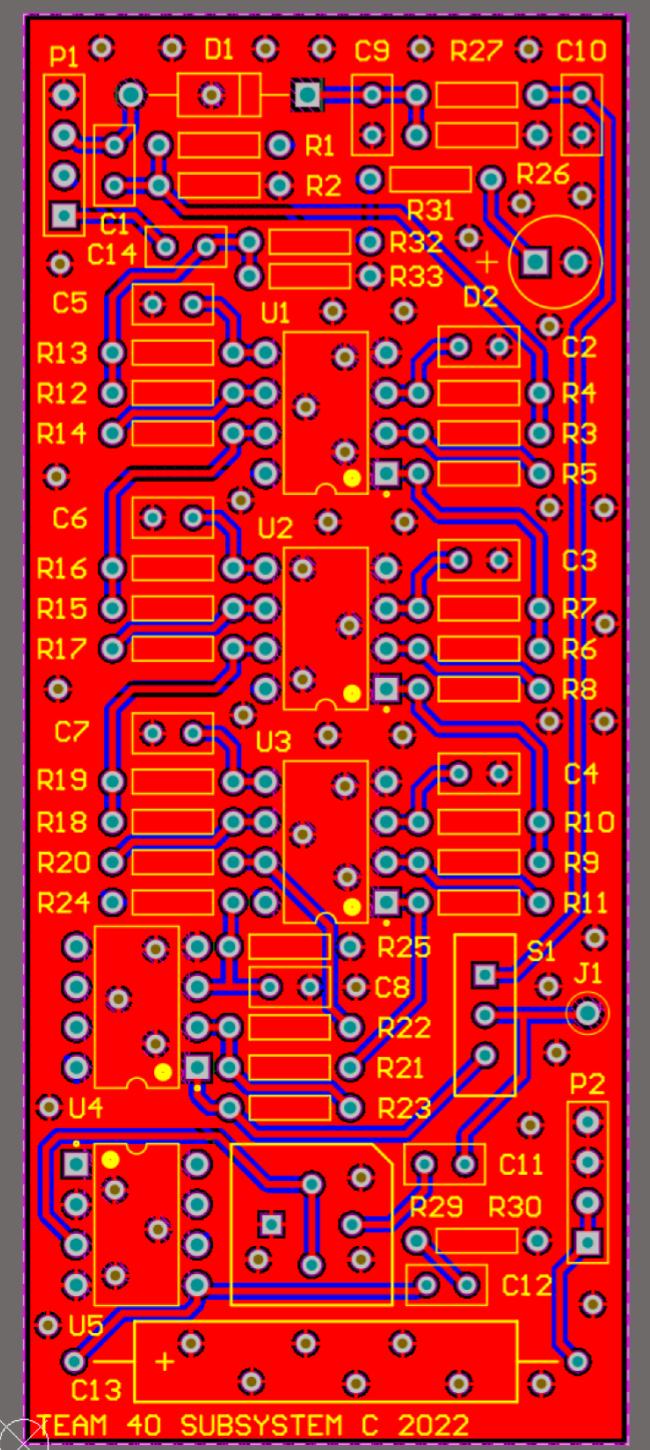 P1 D1 C9 R27 C10
R1
R2 R26
C1 R31
C14 R32
R33 D2
C5 U1
R13 C2
R12 R4
R14 R3
R5
C6 U2
R16 C3
R15 R7
R17 R6
R8
C7 U3
R19 C4
R18 R10
R20 R9
R24 R11
R25 S1
C8 J1
R22
R21 P2
U4 R23
C11
R29 R30
C12
U5
+
C13
TEAM 40 SUBSYSTEM C 2022